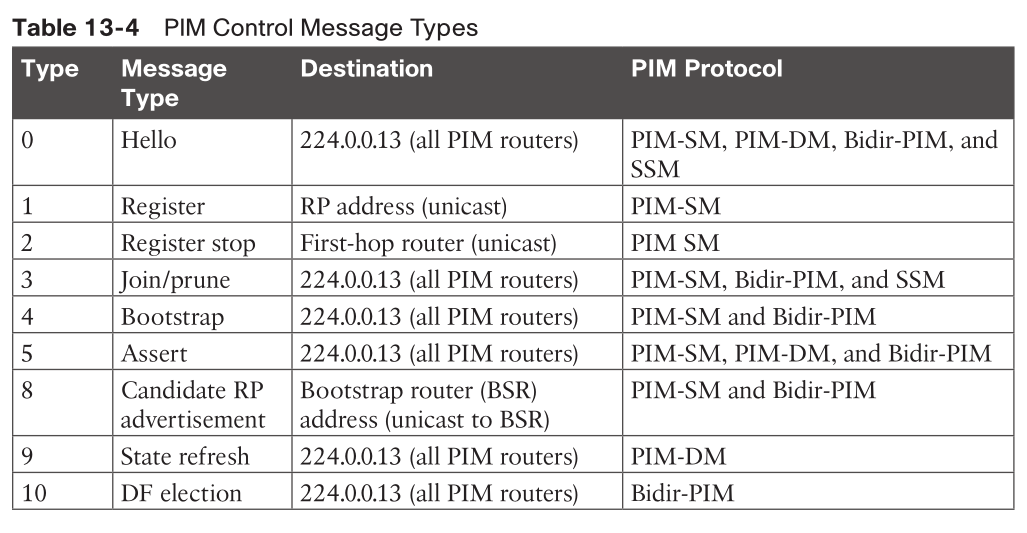 Table 13-4 PIM Control Message Types
Type Message Type Destination PIM Protocol
0 Hello 224.0.0.13 (all PIM routers) PIM-SM, PIM-DM, Bidir-PIM, and SSM
1 Register RP address (unicast) PIM-SM
2 Register stop First-hop router (unicast) PIM SM
3 Join/prune 224.0.0.13 (all PIM routers) PIM-SM, Bidir-PIM, and SSM
4 Bootstrap 224.0.0.13 (all PIM routers) PIM-SM and Bidir-PIM
5 Assert 224.0.0.13 (all PIM routers) PIM-SM, PIM-DM, and Bidir-PIM
8 Candidate RP advertisement Bootstrap router (BSR) address (unicast to BSR) PIM-SM and Bidir-PIM
9 State refresh 224.0.0.13 (all PIM routers) PIM-DM
10 DF election 224.0.0.13 (all PIM routers) Bidir-PIM